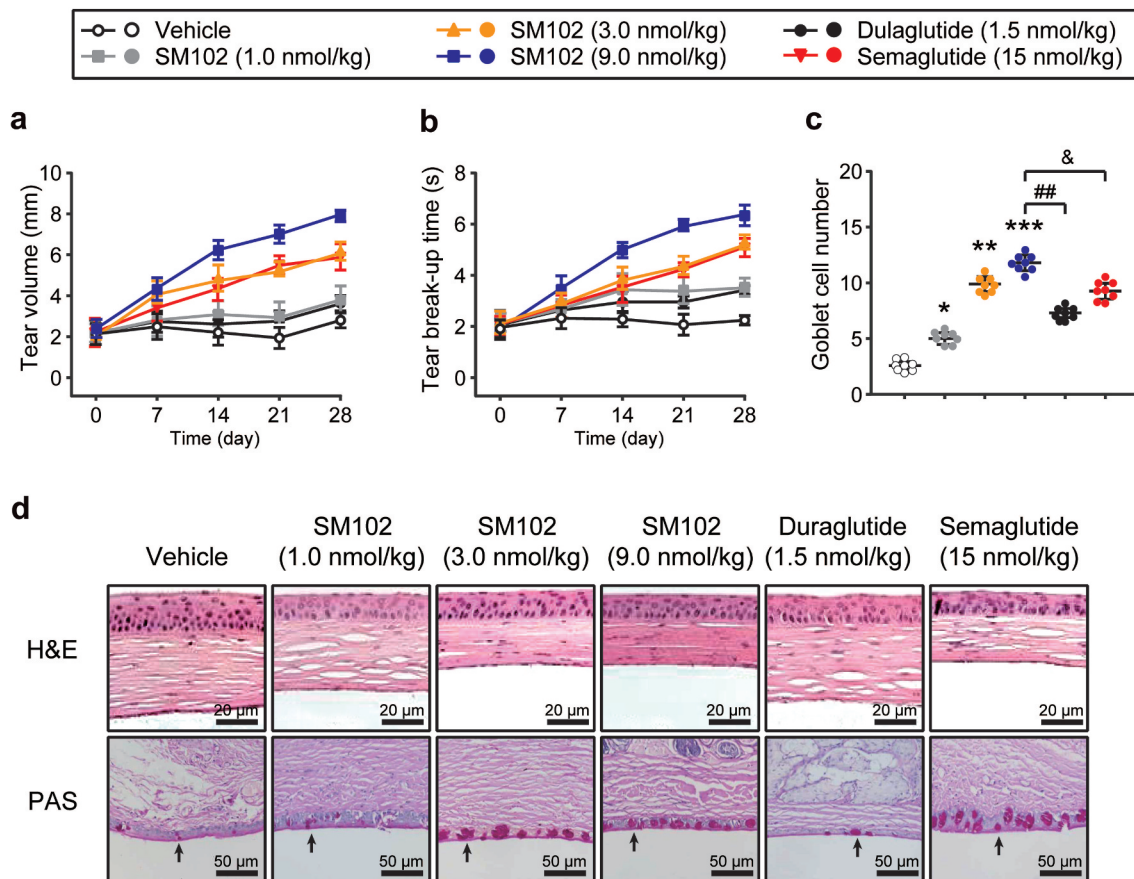 Vehicle
SM102 (1.0 nmol/kg)
SM102 (3.0 nmol/kg)
SM102 (9.0 nmol/kg)
Dulaglutide (1.5 nmol/kg)
Semaglutide (15 nmol/kg)
a
Tear volume (mm)
10
8
6
4
2
0
0 7 14 21 28
Time (day)
b
Tear break-up time (s)
8
6
4
2
0
0 7 14 21 28
Time (day)
c
Goblet cell number
20
15
10
5
0
*
**
***
##
&
d
Vehicle
SM102
(1.0 nmol/kg)
SM102
(3.0 nmol/kg)
SM102
(9.0 nmol/kg)
Duraglutide
(1.5 nmol/kg)
Semaglutide
(15 nmol/kg)
H&E
20 µm
20 µm
20 µm
20 µm
20 µm
20 µm
PAS
50 µm
50 µm
50 µm
50 µm
50 µm
50 µm